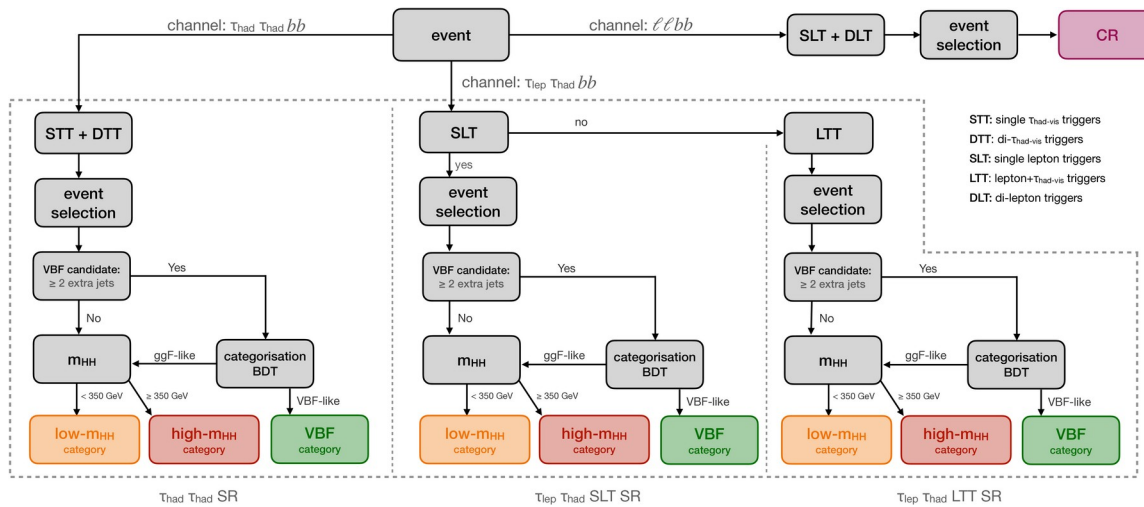 channel: τhad τhad bb
event
channel: ℓℓbb
SLT + DLT
event
selection
CR
channel: τlep τhad bb
STT + DTT
SLT
no
LTT
yes
STT: single τhad-vis triggers
DTT: di-τhad-vis triggers
SLT: single lepton triggers
LTT: lepton+τhad-vis triggers
DLT: di-lepton triggers
event
selection
event
selection
event
selection
VBF candidate:
≥ 2 extra jets
Yes
No
VBF candidate:
≥ 2 extra jets
Yes
No
VBF candidate:
≥ 2 extra jets
Yes
No
mHH
ggF-like
categorisation
BDT
mHH
ggF-like
categorisation
BDT
mHH
ggF-like
categorisation
BDT
< 350 GeV
≥ 350 GeV
VBF-like
< 350 GeV
≥ 350 GeV
VBF-like
< 350 GeV
≥ 350 GeV
VBF-like
low-mHH
category
high-mHH
category
VBF
category
low-mHH
category
high-mHH
category
VBF
category
low-mHH
category
high-mHH
category
VBF
category
τhad τhad SR
τlep τhad SLT SR
τlep τhad LTT SR